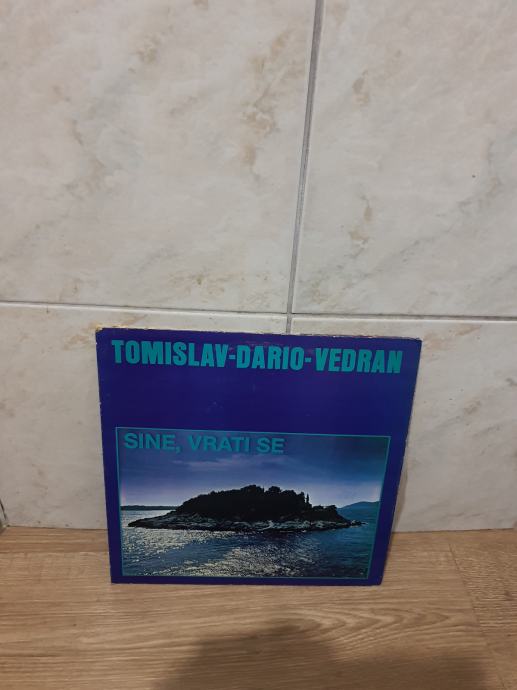 TOMISLAV-DARIO-VEDRAN
SINE, VRATI SE